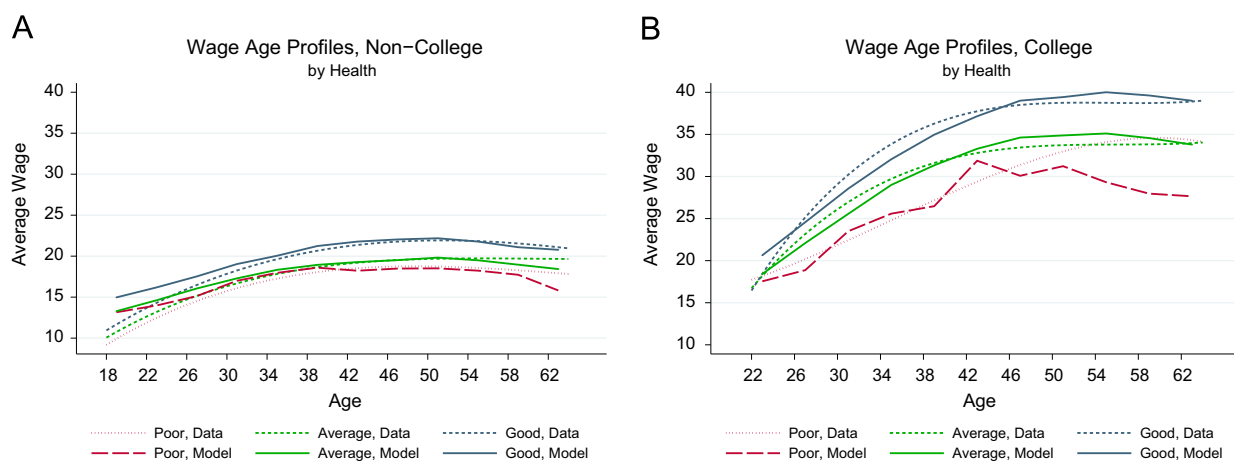 A
Wage Age Profiles, Non−College
by Health
40
35
30
25
20
15
10
Average Wage
18 22 26 30 34 38 42 46 50 54 58 62
Age
Poor, Data Average, Data Good, Data
Poor, Model Average, Model Good, Model
B
Wage Age Profiles, College
by Health
40
35
30
25
20
15
10
Average Wage
22 26 30 34 38 42 46 50 54 58 62
Age
Poor, Data Average, Data Good, Data
Poor, Model Average, Model Good, Model